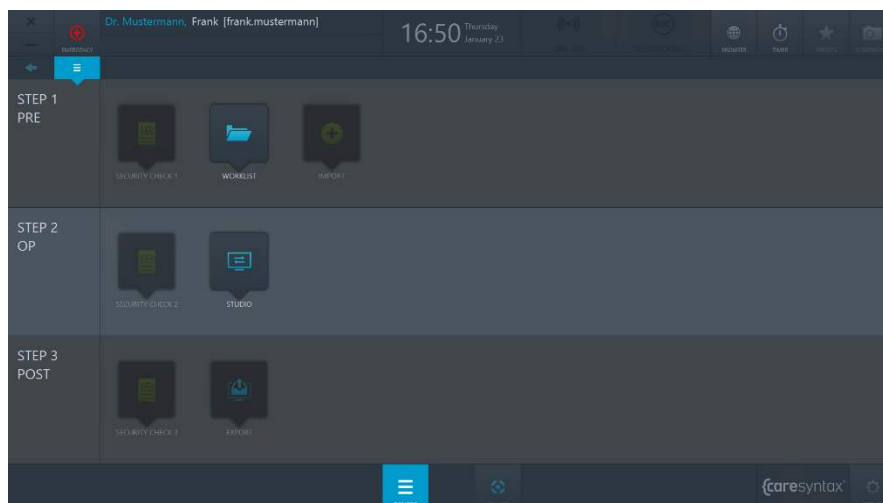 Dr. Mustermann, Frank [frank.mustermann]
16:50 Thursday
January 23
EMERGENCY
BROWSER
TIMER
STEP 1
PRE
SECURITY CHECK 1
WORKLIST
IMPORT
STEP 2
OP
SECURITY CHECK 2
STUDIO
STEP 3
POST
SECURITY CHECK 3
EXPORT
{caresyntax